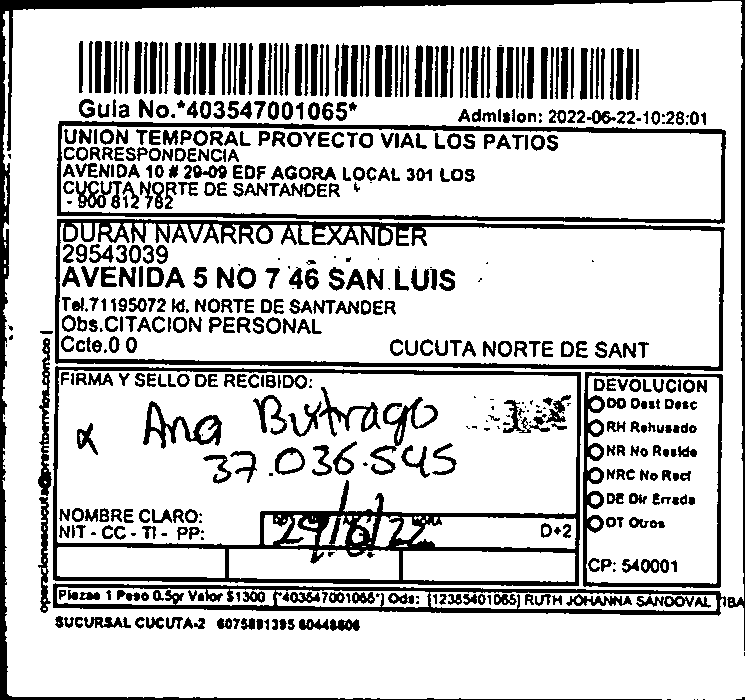 Guia No.*403547001065*
Admision: 2022-06-22-10:28:01
UNION TEMPORAL PROYECTO VIAL LOS PATIOS
CORRESPONDENCIA
AVENIDA 10 # 29-09 EDF AGORA LOCAL 301 LOS
CUCUTA NORTE DE SANTANDER
- 900 812 782
DURAN NAVARRO ALEXANDER
29543039
AVENIDA 5 NO 7 46 SAN LUIS
Tel.71195072 Id. NORTE DE SANTANDER
Obs.CITACION PERSONAL
Ccte.0 0
CUCUTA NORTE DE SANT
FIRMA Y SELLO DE RECIBIDO:
Ana Buitrago
37.036.545
NOMBRE CLARO:
NIT - CC - TI - PP:
29/6/22
HORA
D+2
DEVOLUCION
DD Dest Desc
RH Rehusado
NR No Reside
NRC No Recl
DE Dir Errada
OT Otros
CP: 540001
operacionescucuta@prontoenvios.com.co
Piezas 1 Peso 0.5gr Valor $1300 [*403547001065*] Ods: [12385401065] RUTH JOHANNA SANDOVAL TIBA
SUCURSAL CUCUTA-2